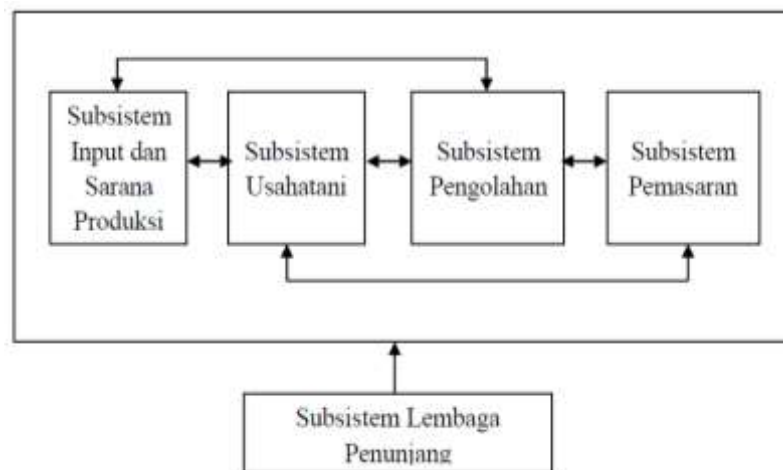 Subsistem
Input dan
Sarana
Produksi
Subsistem
Usahatani
Subsistem
Pengolahan
Subsistem
Pemasaran
Subsistem Lembaga
Penunjang